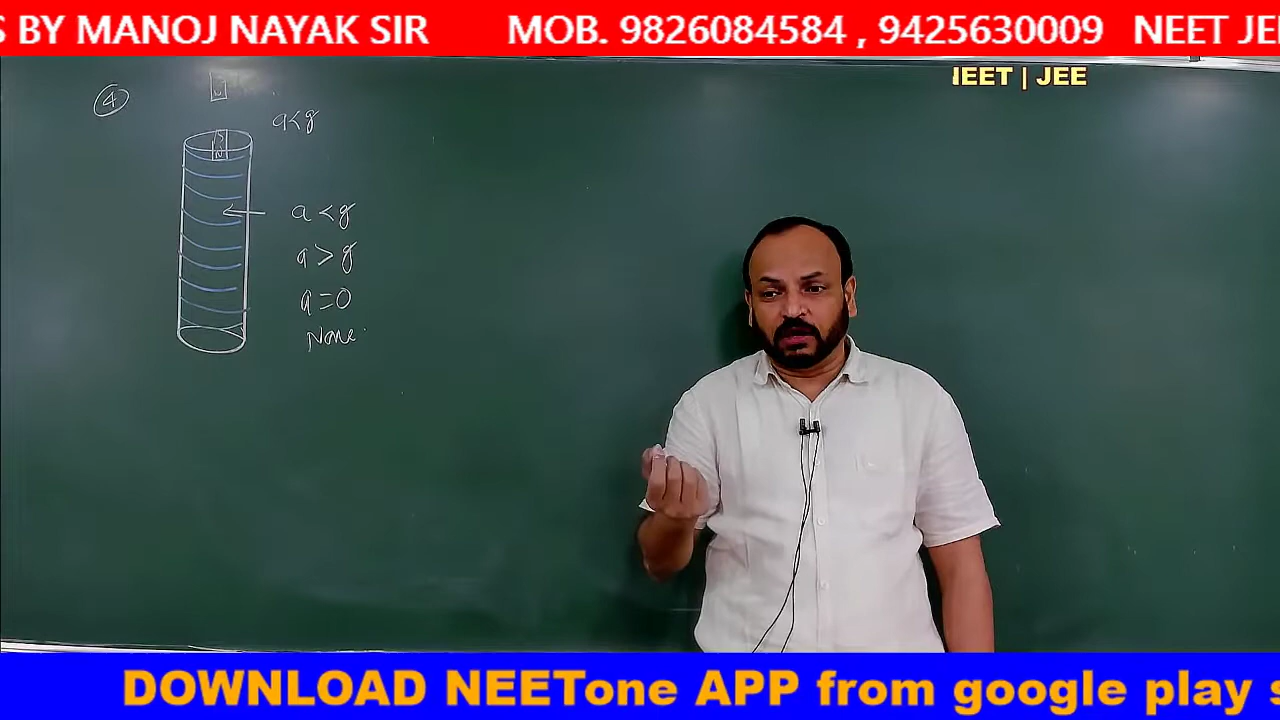 S BY MANOJ NAYAK SIR MOB. 9826084584 , 9425630009 NEET JEE
IEET | JEE
4
a<g
S
N
a < g
a > g
a = 0
None
DOWNLOAD NEETone APP from google play s